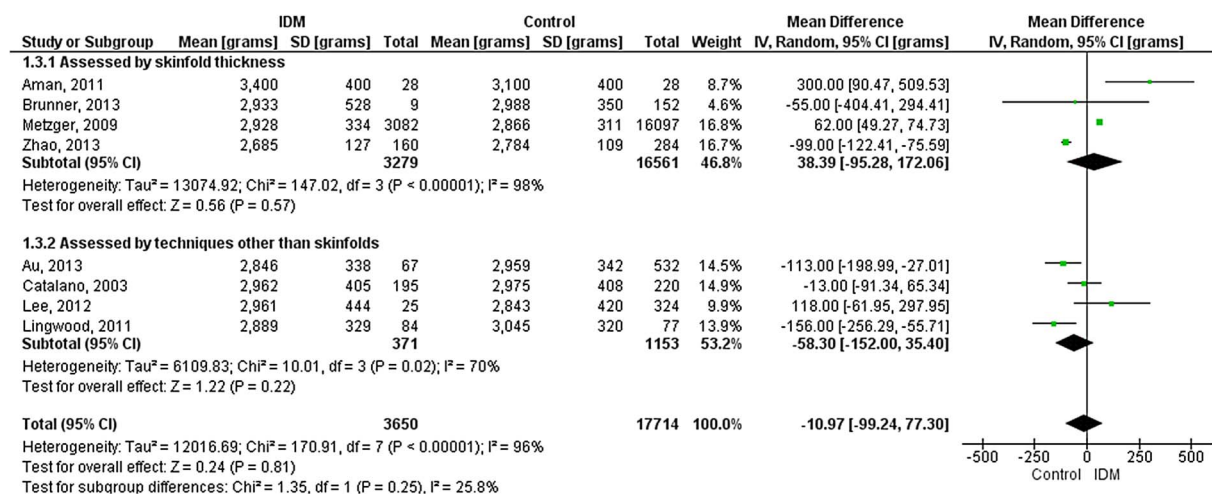 IDM Control Mean Difference Mean Difference
Study or Subgroup Mean [grams] SD [grams] Total Mean [grams] SD [grams] Total Weight IV, Random, 95% CI [grams] IV, Random, 95% CI [grams]
1.3.1 Assessed by skinfold thickness
Aman, 2011 3,400 400 28 3,100 400 28 8.7% 300.00 [90.47, 509.53]
Brunner, 2013 2,933 528 9 2,988 350 152 4.6% -55.00 [-404.41, 294.41]
Metzger, 2009 2,928 334 3082 2,866 311 16097 16.8% 62.00 [49.27, 74.73]
Zhao, 2013 2,685 127 160 2,784 109 284 16.7% -99.00 [-122.41, -75.59]
Subtotal (95% CI) 3279 16561 46.8% 38.39 [-95.28, 172.06]
Heterogeneity: Tau² = 13074.92; Chi² = 147.02, df = 3 (P < 0.00001); I² = 98%
Test for overall effect: Z = 0.56 (P = 0.57)
1.3.2 Assessed by techniques other than skinfolds
Au, 2013 2,846 338 67 2,959 342 532 14.5% -113.00 [-198.99, -27.01]
Catalano, 2003 2,962 405 195 2,975 408 220 14.9% -13.00 [-91.34, 65.34]
Lee, 2012 2,961 444 25 2,843 420 324 9.9% 118.00 [-61.95, 297.95]
Lingwood, 2011 2,889 329 84 3,045 320 77 13.9% -156.00 [-256.29, -55.71]
Subtotal (95% CI) 371 1153 53.2% -58.30 [-152.00, 35.40]
Heterogeneity: Tau² = 6109.83; Chi² = 10.01, df = 3 (P = 0.02); I² = 70%
Test for overall effect: Z = 1.22 (P = 0.22)
Total (95% CI) 3650 17714 100.0% -10.97 [-99.24, 77.30]
Heterogeneity: Tau² = 12016.69; Chi² = 170.91, df = 7 (P < 0.00001); I² = 96%
Test for overall effect: Z = 0.24 (P = 0.81)
Test for subgroup differences: Chi² = 1.35, df = 1 (P = 0.25), I² = 25.8%
-500 -250 0 250 500
Control IDM